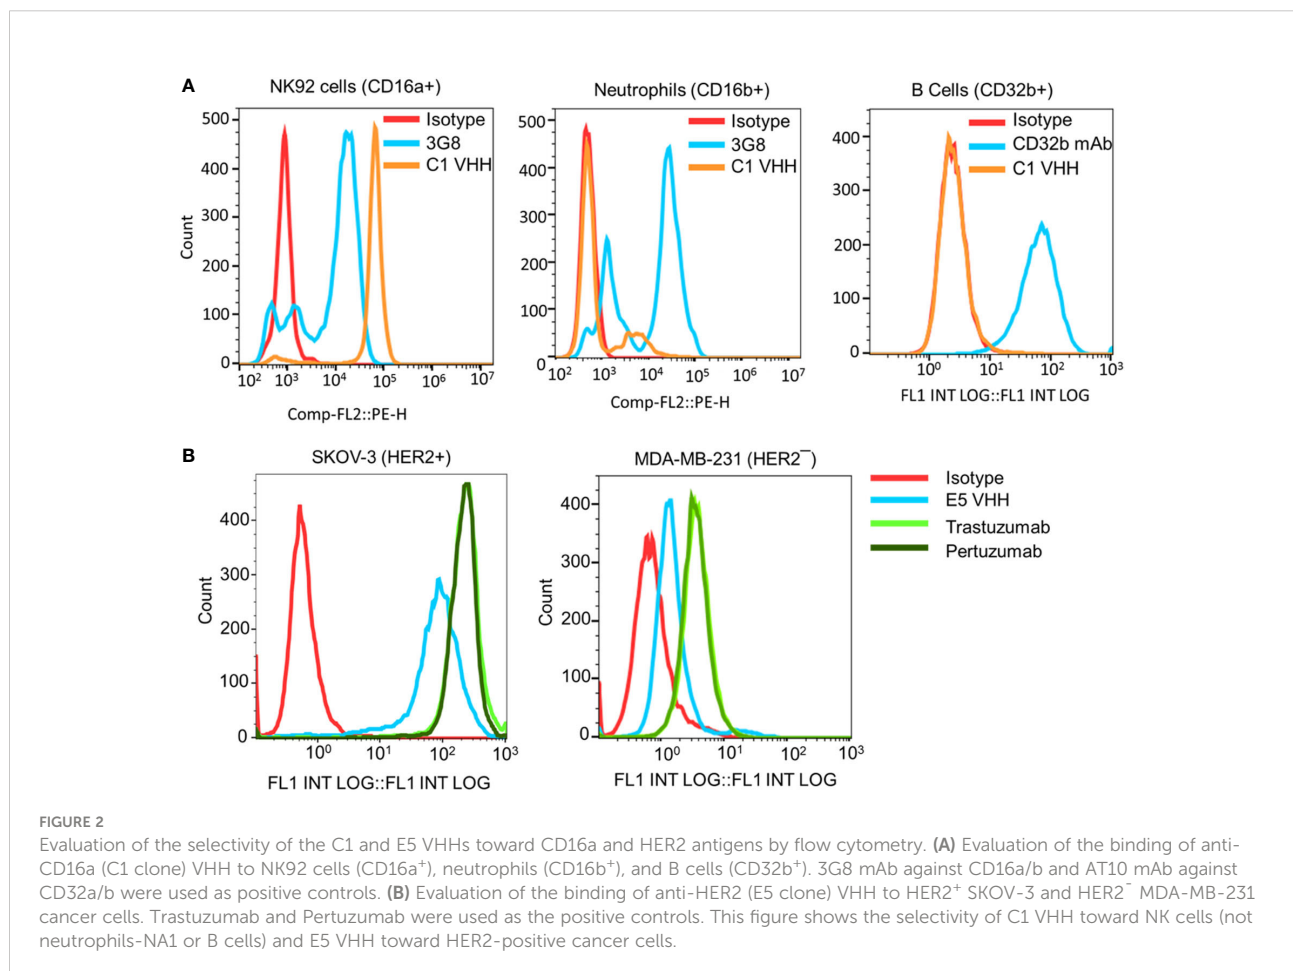 A
NK92 cells (CD16a+)
Isotype
3G8
C1 VHH
500
400
300
200
100
0
Count
10² 10³ 10⁴ 10⁵ 10⁶ 10⁷
Comp-FL2::PE-H
Neutrophils (CD16b+)
Isotype
3G8
C1 VHH
500
400
300
200
100
0
10² 10³ 10⁴ 10⁵ 10⁶ 10⁷
Comp-FL2::PE-H
B Cells (CD32b+)
Isotype
CD32b mAb
C1 VHH
400
300
200
100
0
10⁰ 10¹ 10² 10³
FL1 INT LOG::FL1 INT LOG
B
SKOV-3 (HER2+)
400
300
200
100
0
Count
10⁰ 10¹ 10² 10³
FL1 INT LOG::FL1 INT LOG
MDA-MB-231 (HER2⁻)
400
300
200
100
0
Count
10⁰ 10¹ 10² 10³
FL1 INT LOG::FL1 INT LOG
Isotype
E5 VHH
Trastuzumab
Pertuzumab
FIGURE 2
Evaluation of the selectivity of the C1 and E5 VHHs toward CD16a and HER2 antigens by flow cytometry. (A) Evaluation of the binding of anti-
CD16a (C1 clone) VHH to NK92 cells (CD16a⁺), neutrophils (CD16b⁺), and B cells (CD32b⁺). 3G8 mAb against CD16a/b and AT10 mAb against
CD32a/b were used as positive controls. (B) Evaluation of the binding of anti-HER2 (E5 clone) VHH to HER2⁺ SKOV-3 and HER2⁻ MDA-MB-231
cancer cells. Trastuzumab and Pertuzumab were used as the positive controls. This figure shows the selectivity of C1 VHH toward NK cells (not
neutrophils-NA1 or B cells) and E5 VHH toward HER2-positive cancer cells.